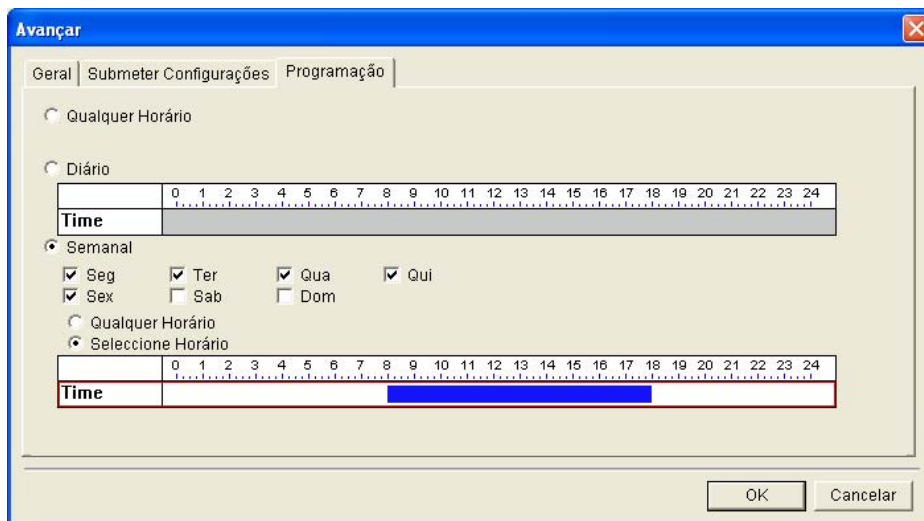 Avançar
Geral Submeter Configurações Programação
Qualquer Horário
Diário
0 1 2 3 4 5 6 7 8 9 10 11 12 13 14 15 16 17 18 19 20 21 22 23 24
Time
Semanal
Seg Ter Qua Qui
Sex Sab Dom
Qualquer Horário
Seleccione Horário
0 1 2 3 4 5 6 7 8 9 10 11 12 13 14 15 16 17 18 19 20 21 22 23 24
Time
OK Cancelar